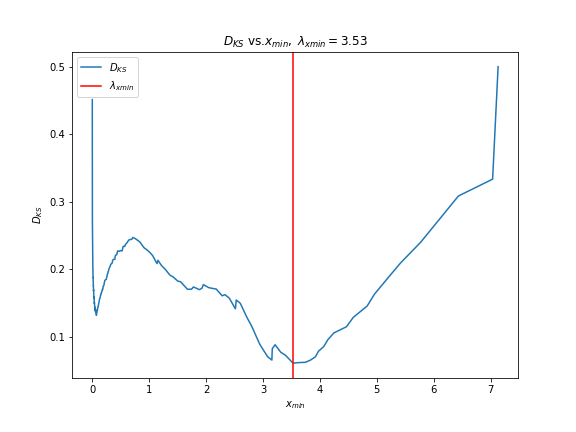 D_KS vs.x_min, λ_xmin = 3.53
D_KS
λ_xmin
0.5
0.4
0.3
0.2
0.1
D_KS
0 1 2 3 4 5 6 7
x_min